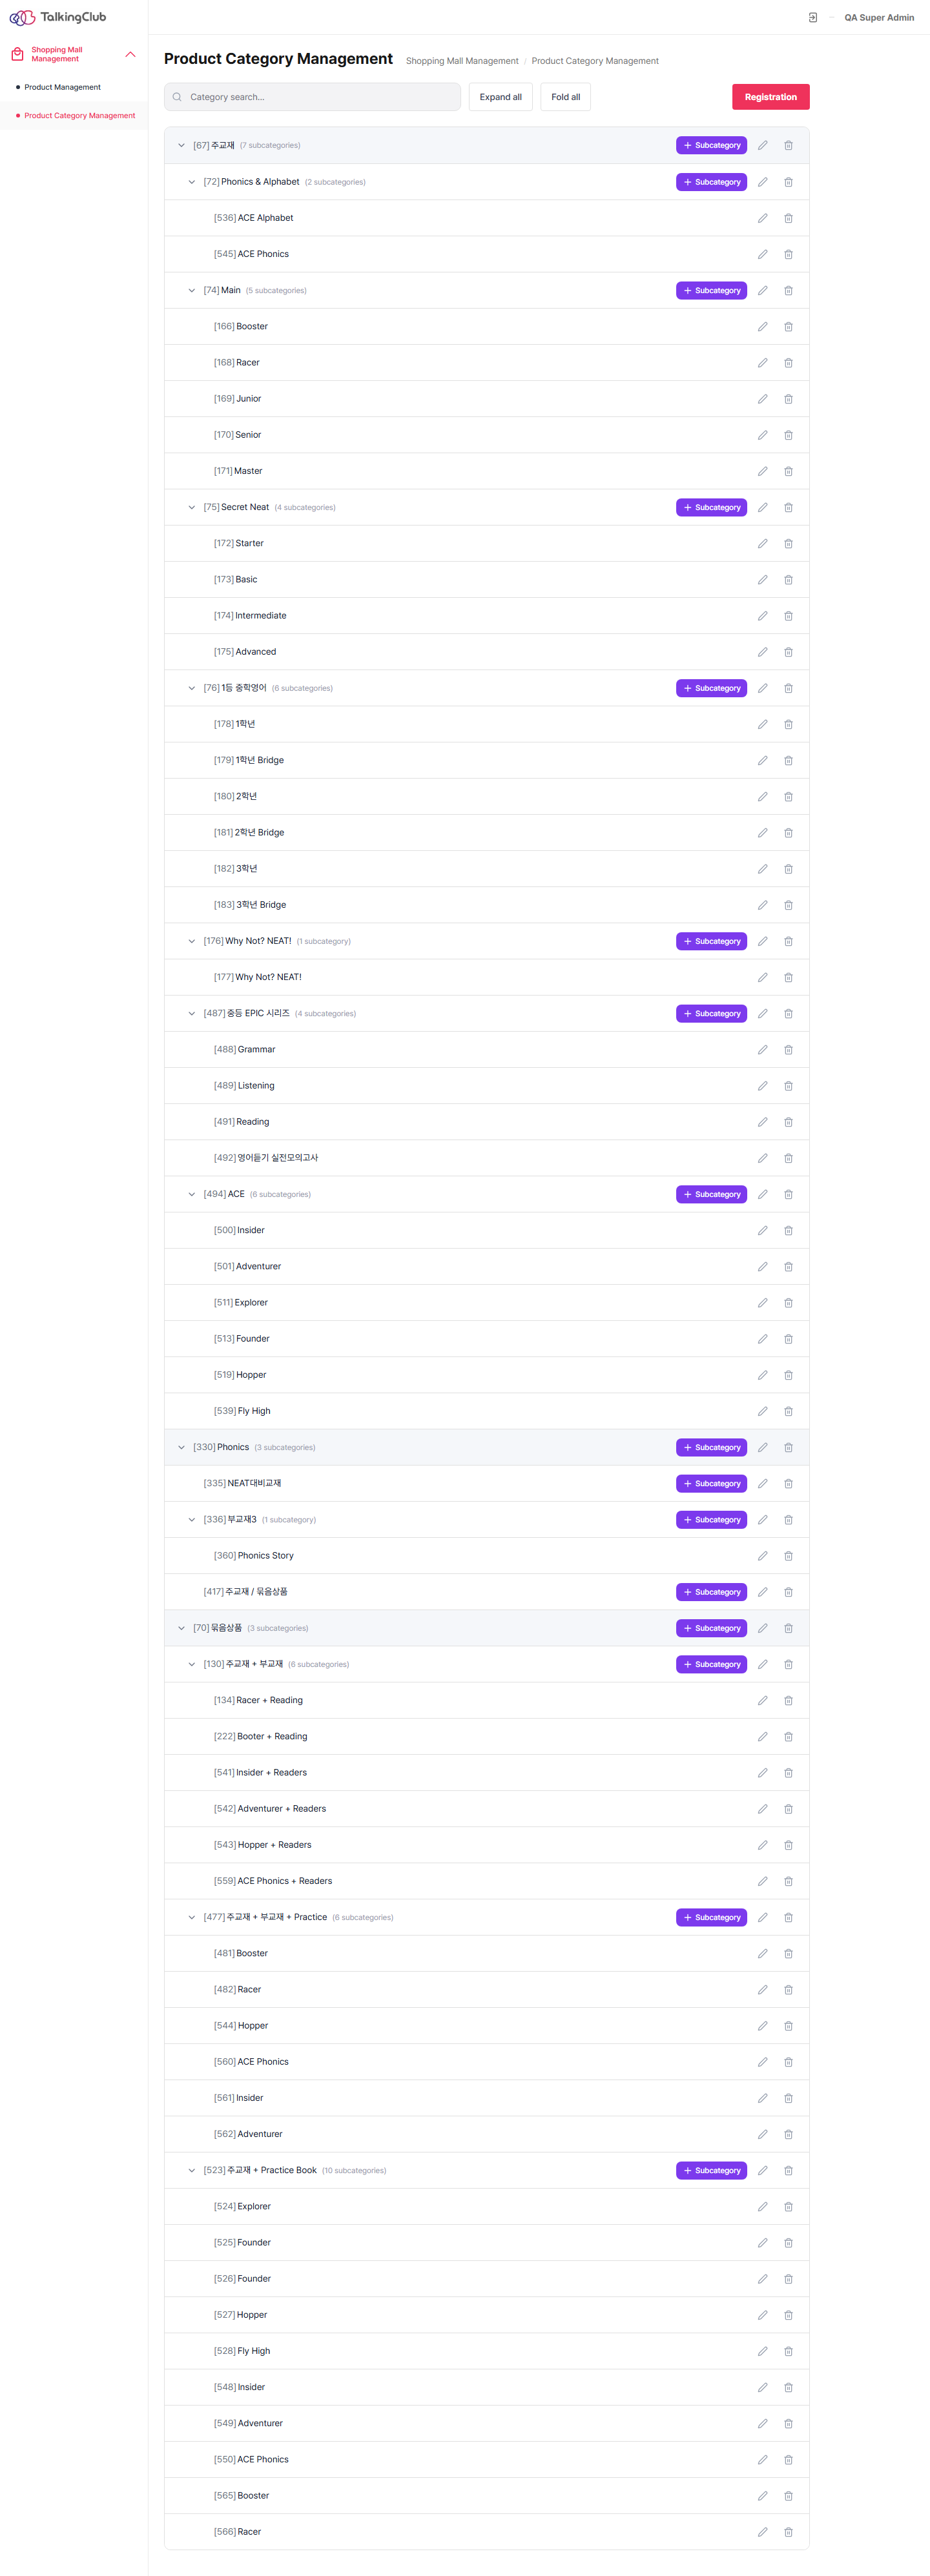 TalkingClub
QA Super Admin
Shopping Mall
Management
Product Management
Product Category Management
Product Category Management
Shopping Mall Management / Product Category Management
Category search...
Expand all
Fold all
Registration
[67] 주교재 (7 subcategories) + Subcategory
[72] Phonics & Alphabet (2 subcategories) + Subcategory
[536] ACE Alphabet
[545] ACE Phonics
[74] Main (5 subcategories) + Subcategory
[166] Booster
[168] Racer
[169] Junior
[170] Senior
[171] Master
[75] Secret Neat (4 subcategories) + Subcategory
[172] Starter
[173] Basic
[174] Intermediate
[175] Advanced
[76] 1등 중학영어 (6 subcategories) + Subcategory
[178] 1학년
[179] 1학년 Bridge
[180] 2학년
[181] 2학년 Bridge
[182] 3학년
[183] 3학년 Bridge
[176] Why Not? NEAT! (1 subcategory) + Subcategory
[177] Why Not? NEAT!
[487] 중등 EPIC 시리즈 (4 subcategories) + Subcategory
[488] Grammar
[489] Listening
[491] Reading
[492] 영어듣기 실전모의고사
[494] ACE (6 subcategories) + Subcategory
[500] Insider
[501] Adventurer
[511] Explorer
[513] Founder
[519] Hopper
[539] Fly High
[330] Phonics (3 subcategories) + Subcategory
[335] NEAT대비교재 + Subcategory
[336] 부교재3 (1 subcategory) + Subcategory
[360] Phonics Story
[417] 주교재 / 묶음상품 + Subcategory
[70] 묶음상품 (3 subcategories) + Subcategory
[130] 주교재 + 부교재 (6 subcategories) + Subcategory
[134] Racer + Reading
[222] Booter + Reading
[541] Insider + Readers
[542] Adventurer + Readers
[543] Hopper + Readers
[559] ACE Phonics + Readers
[477] 주교재 + 부교재 + Practice (6 subcategories) + Subcategory
[481] Booster
[482] Racer
[544] Hopper
[560] ACE Phonics
[561] Insider
[562] Adventurer
[523] 주교재 + Practice Book (10 subcategories) + Subcategory
[524] Explorer
[525] Founder
[526] Founder
[527] Hopper
[528] Fly High
[548] Insider
[549] Adventurer
[550] ACE Phonics
[565] Booster
[566] Racer